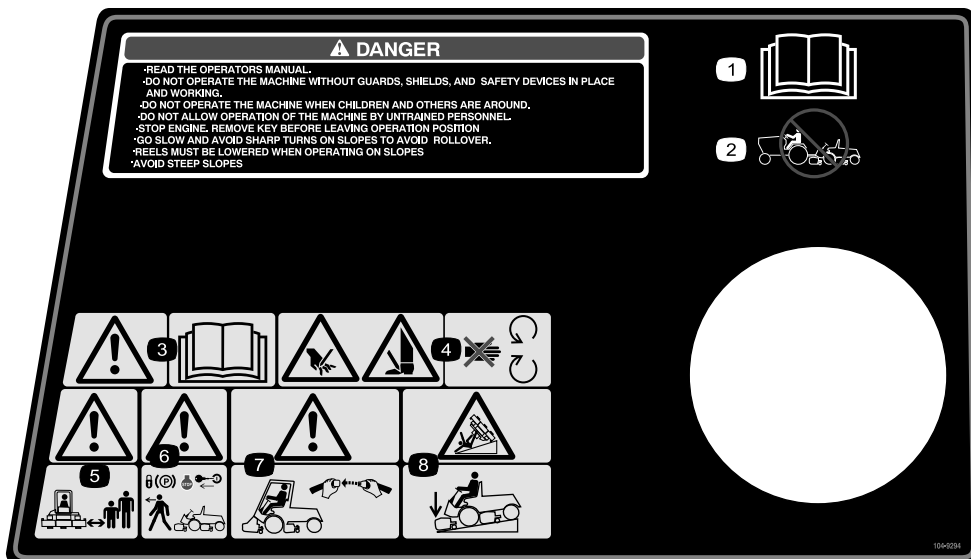 DANGER
·READ THE OPERATORS MANUAL.
·DO NOT OPERATE THE MACHINE WITHOUT GUARDS, SHIELDS, AND SAFETY DEVICES IN PLACE
AND WORKING.
·DO NOT OPERATE THE MACHINE WHEN CHILDREN AND OTHERS ARE AROUND.
·DO NOT ALLOW OPERATION OF THE MACHINE BY UNTRAINED PERSONNEL.
·STOP ENGINE. REMOVE KEY BEFORE LEAVING OPERATION POSITION
·GO SLOW AND AVOID SHARP TURNS ON SLOPES TO AVOID ROLLOVER.
·REELS MUST BE LOWERED WHEN OPERATING ON SLOPES
·AVOID STEEP SLOPES
1
2
3
4
5
6
7
8
P
STOP
104-9294